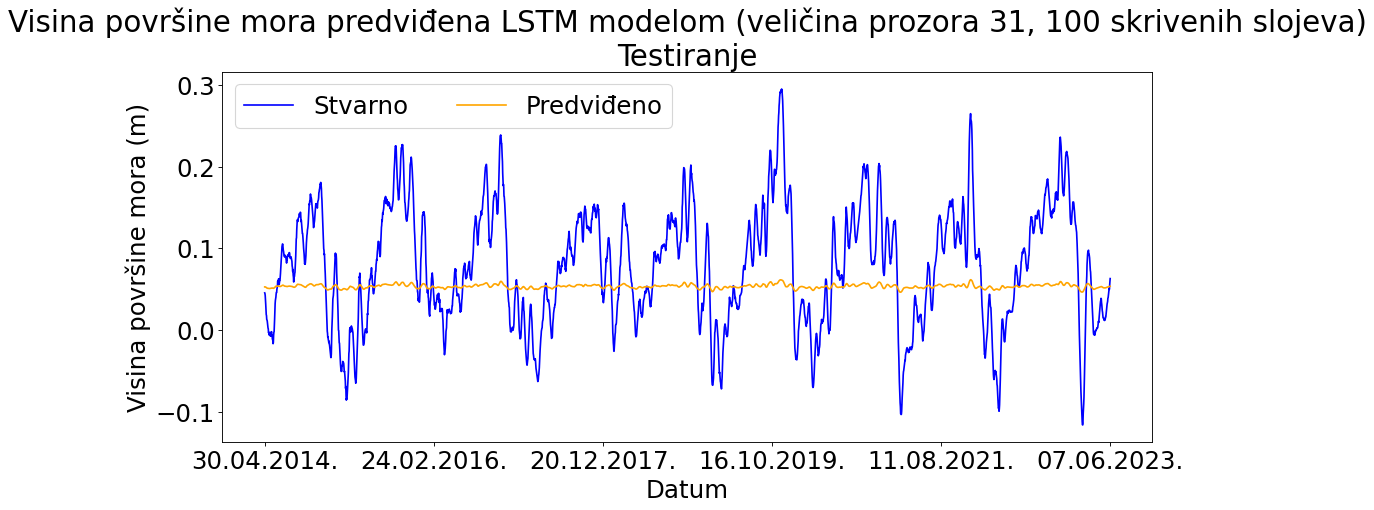 Visina površine mora predviđena LSTM modelom (veličina prozora 31, 100 skrivenih slojeva)
Testiranje
Stvarno Predviđeno
Visina površine mora (m)
0.3
0.2
0.1
0.0
−0.1
30.04.2014. 24.02.2016. 20.12.2017. 16.10.2019. 11.08.2021. 07.06.2023.
Datum